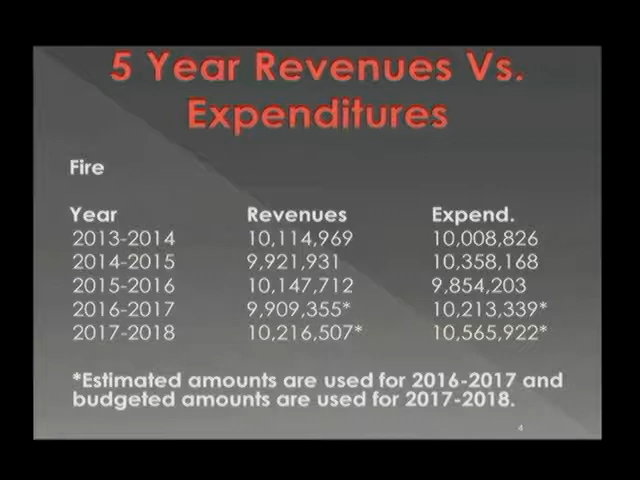 5 Year Revenues Vs.
Expenditures
Fire
Year Revenues Expend.
2013-2014 10,114,969 10,008,826
2014-2015 9,921,931 10,358,168
2015-2016 10,147,712 9,854,203
2016-2017 9,909,355* 10,213,339*
2017-2018 10,216,507* 10,565,922*
*Estimated amounts are used for 2016-2017 and
budgeted amounts are used for 2017-2018.
4